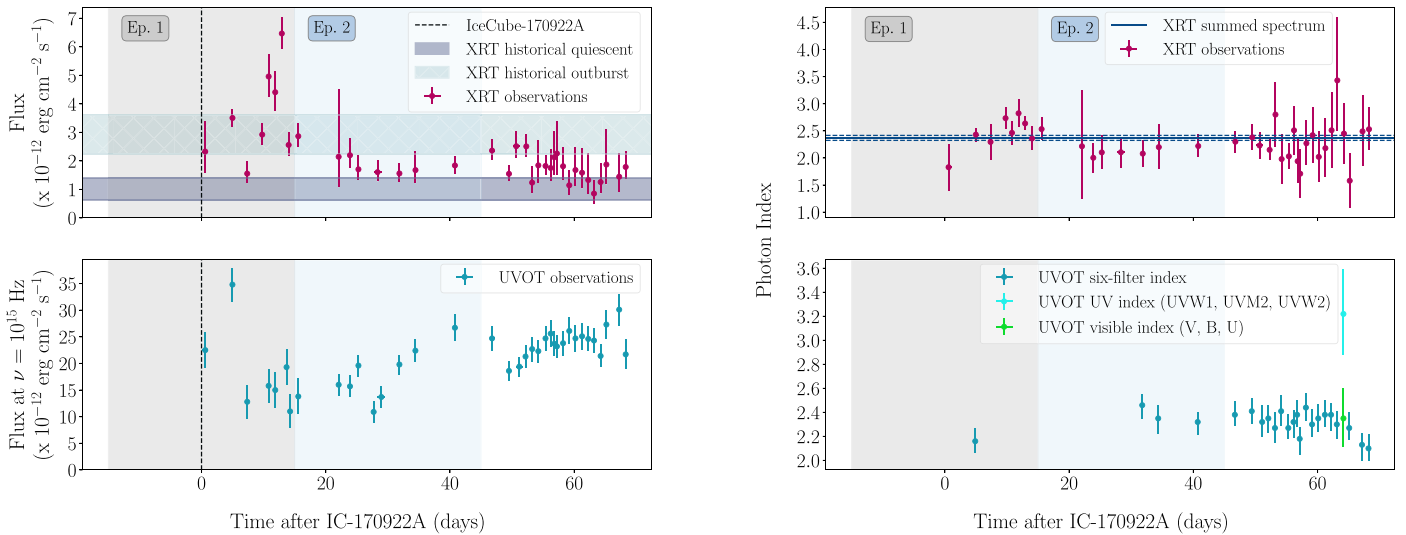 Ep. 1
Ep. 2
IceCube-170922A
XRT historical quiescent
XRT historical outburst
XRT observations
Flux
(x 10⁻¹² erg cm⁻² s⁻¹)
7
6
5
4
3
2
1
0
UVOT observations
Flux at ν = 10¹⁵ Hz
(x 10⁻¹² erg cm⁻² s⁻¹)
35
30
25
20
15
10
5
0
0 20 40 60
Time after IC-170922A (days)
Ep. 1
Ep. 2
XRT summed spectrum
XRT observations
Photon Index
4.5
4.0
3.5
3.0
2.5
2.0
1.5
1.0
UVOT six-filter index
UVOT UV index (UVW1, UVM2, UVW2)
UVOT visible index (V, B, U)
3.6
3.4
3.2
3.0
2.8
2.6
2.4
2.2
2.0
0 20 40 60
Time after IC-170922A (days)